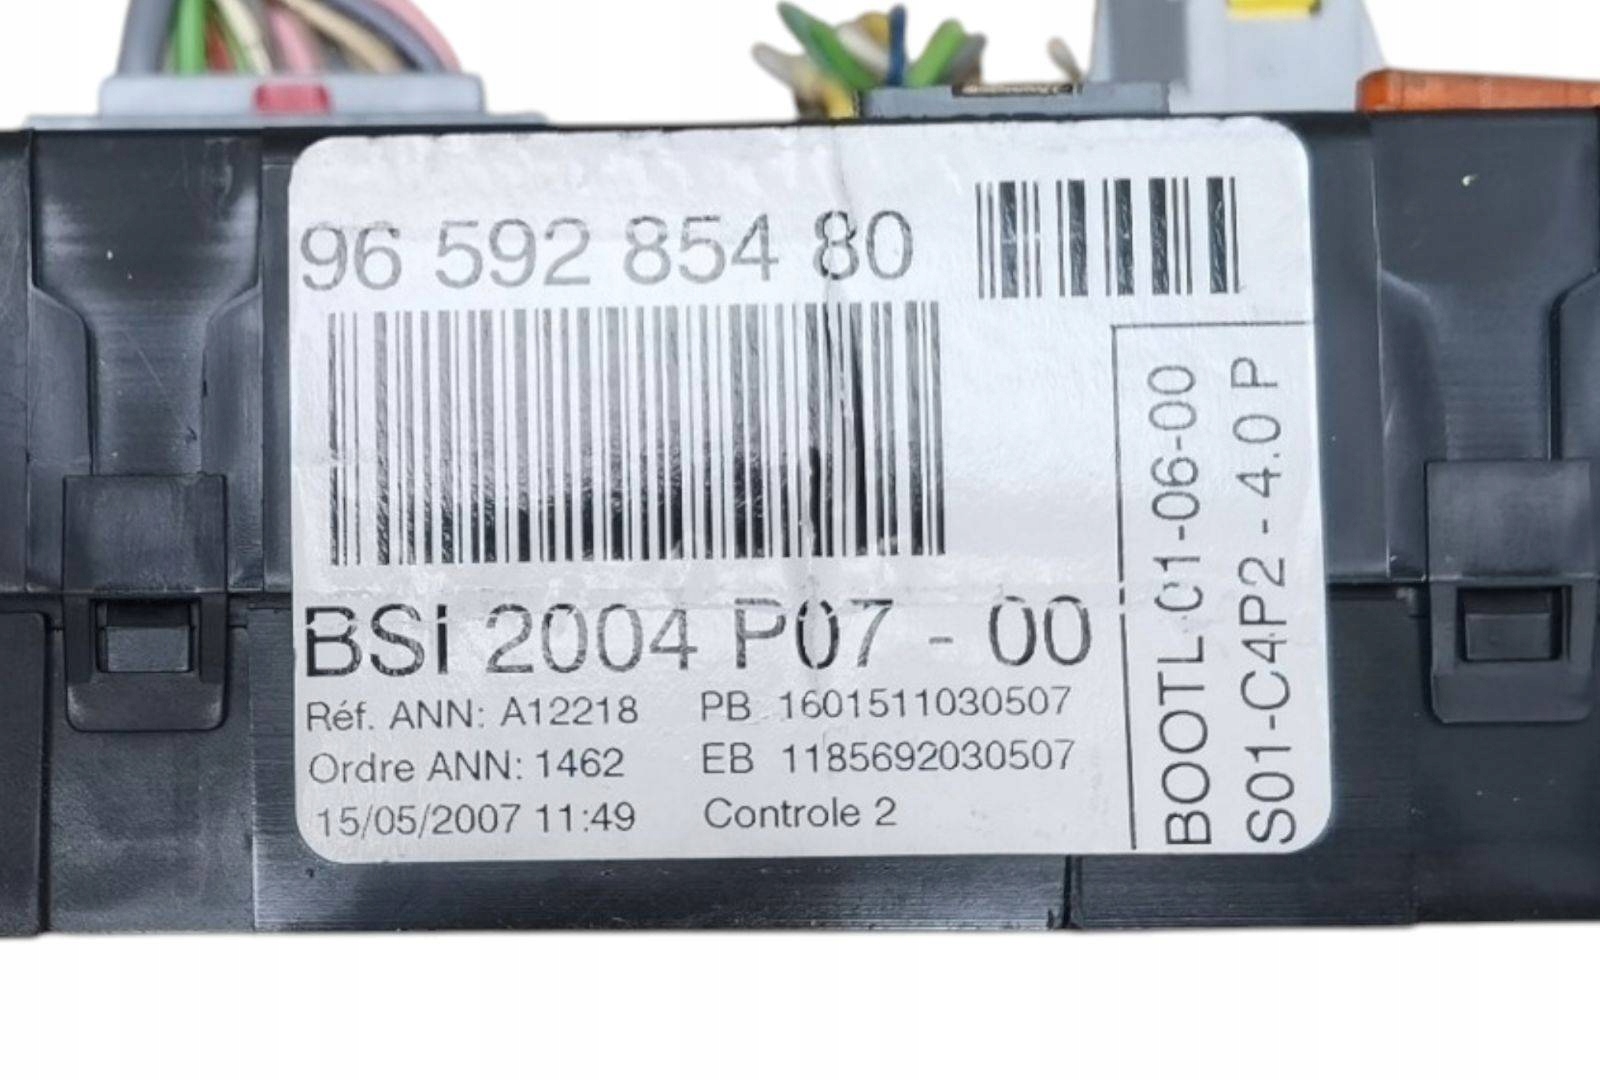 96 592 854 80
BSi 2004 P07 - 00
Réf. ANN: A12218 PB 1601511030507
Ordre ANN: 1462 EB 1185692030507
15/05/2007 11:49 Controle 2
BOOTL C1-06-00
S01-C4P2 - 4.0 P